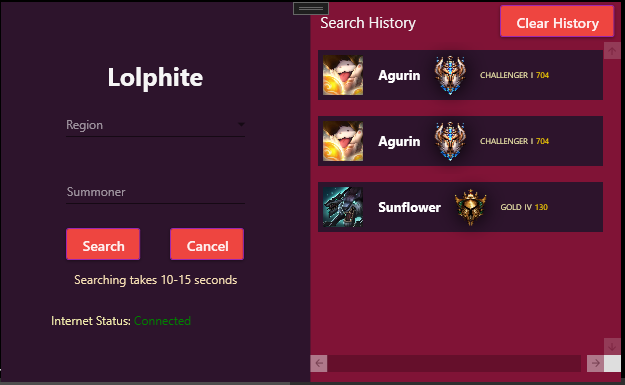 Lolphite
Region
Summoner
Search Cancel
Searching takes 10-15 seconds
Internet Status: Connected
Search History Clear History
Agurin CHALLENGER I 704
Agurin CHALLENGER I 704
Sunflower GOLD IV 130